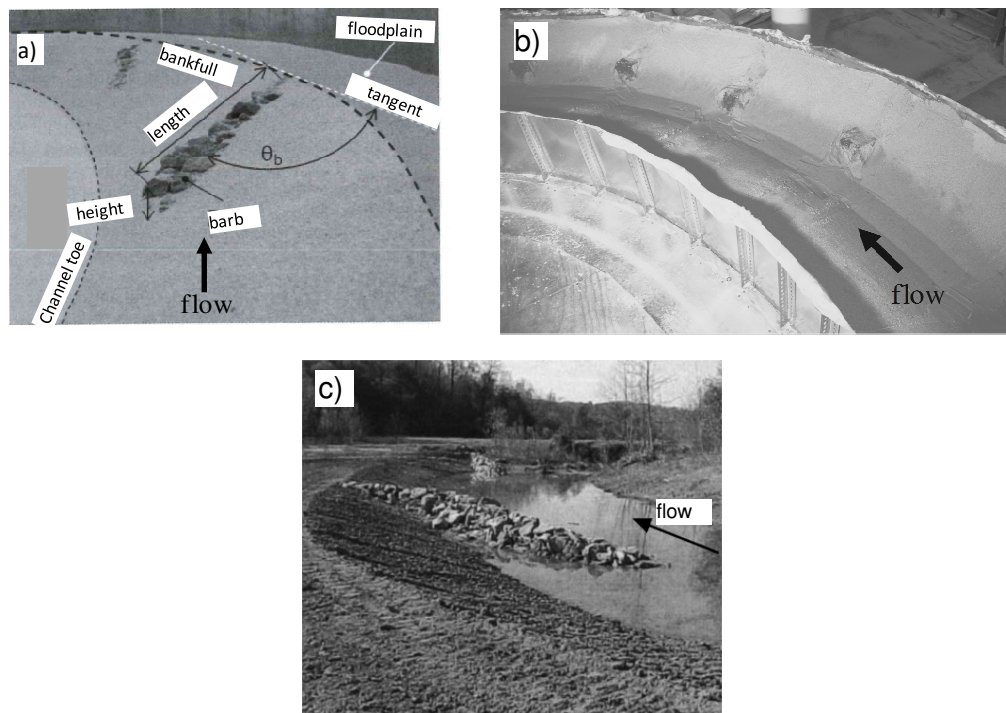 a)
floodplain
bankfull
tangent
length
θb
height
barb
Channel toe
flow
b)
flow
c)
flow